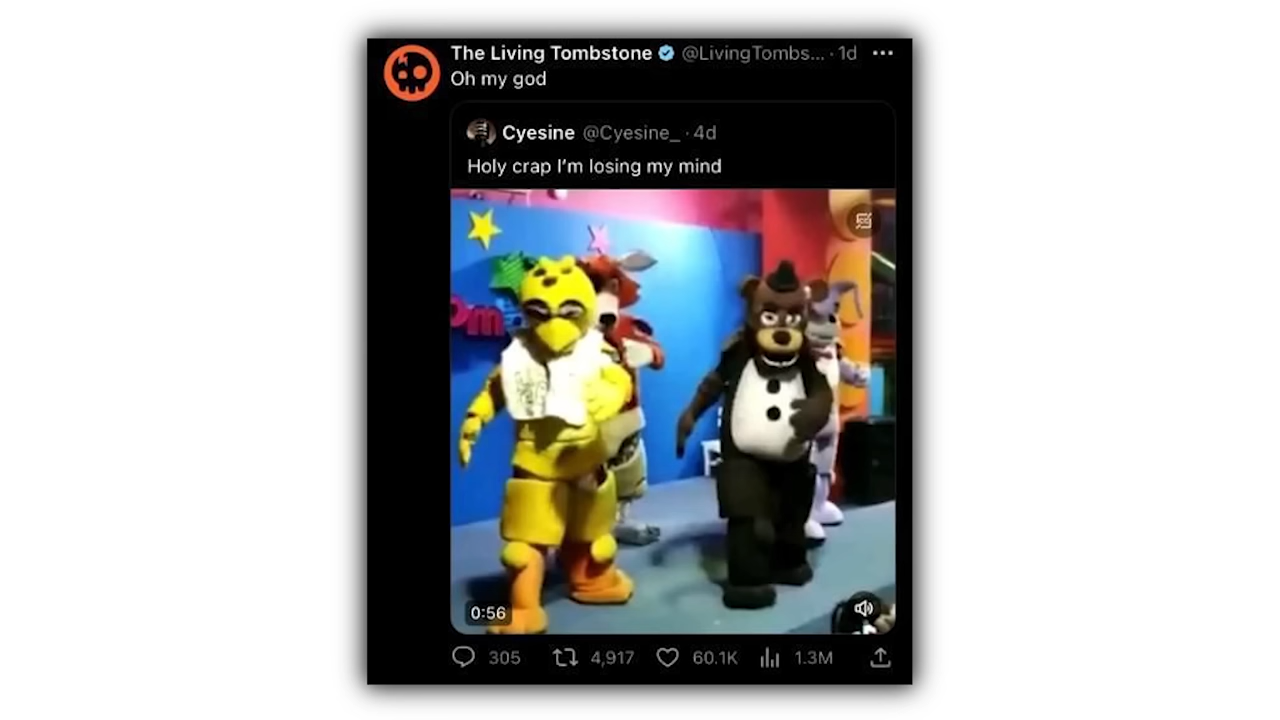 The Living Tombstone @LivingTombs... · 1d
Oh my god
Cyesine @Cyesine_ · 4d
Holy crap I'm losing my mind
0:56
305 4,917 60.1K 1.3M